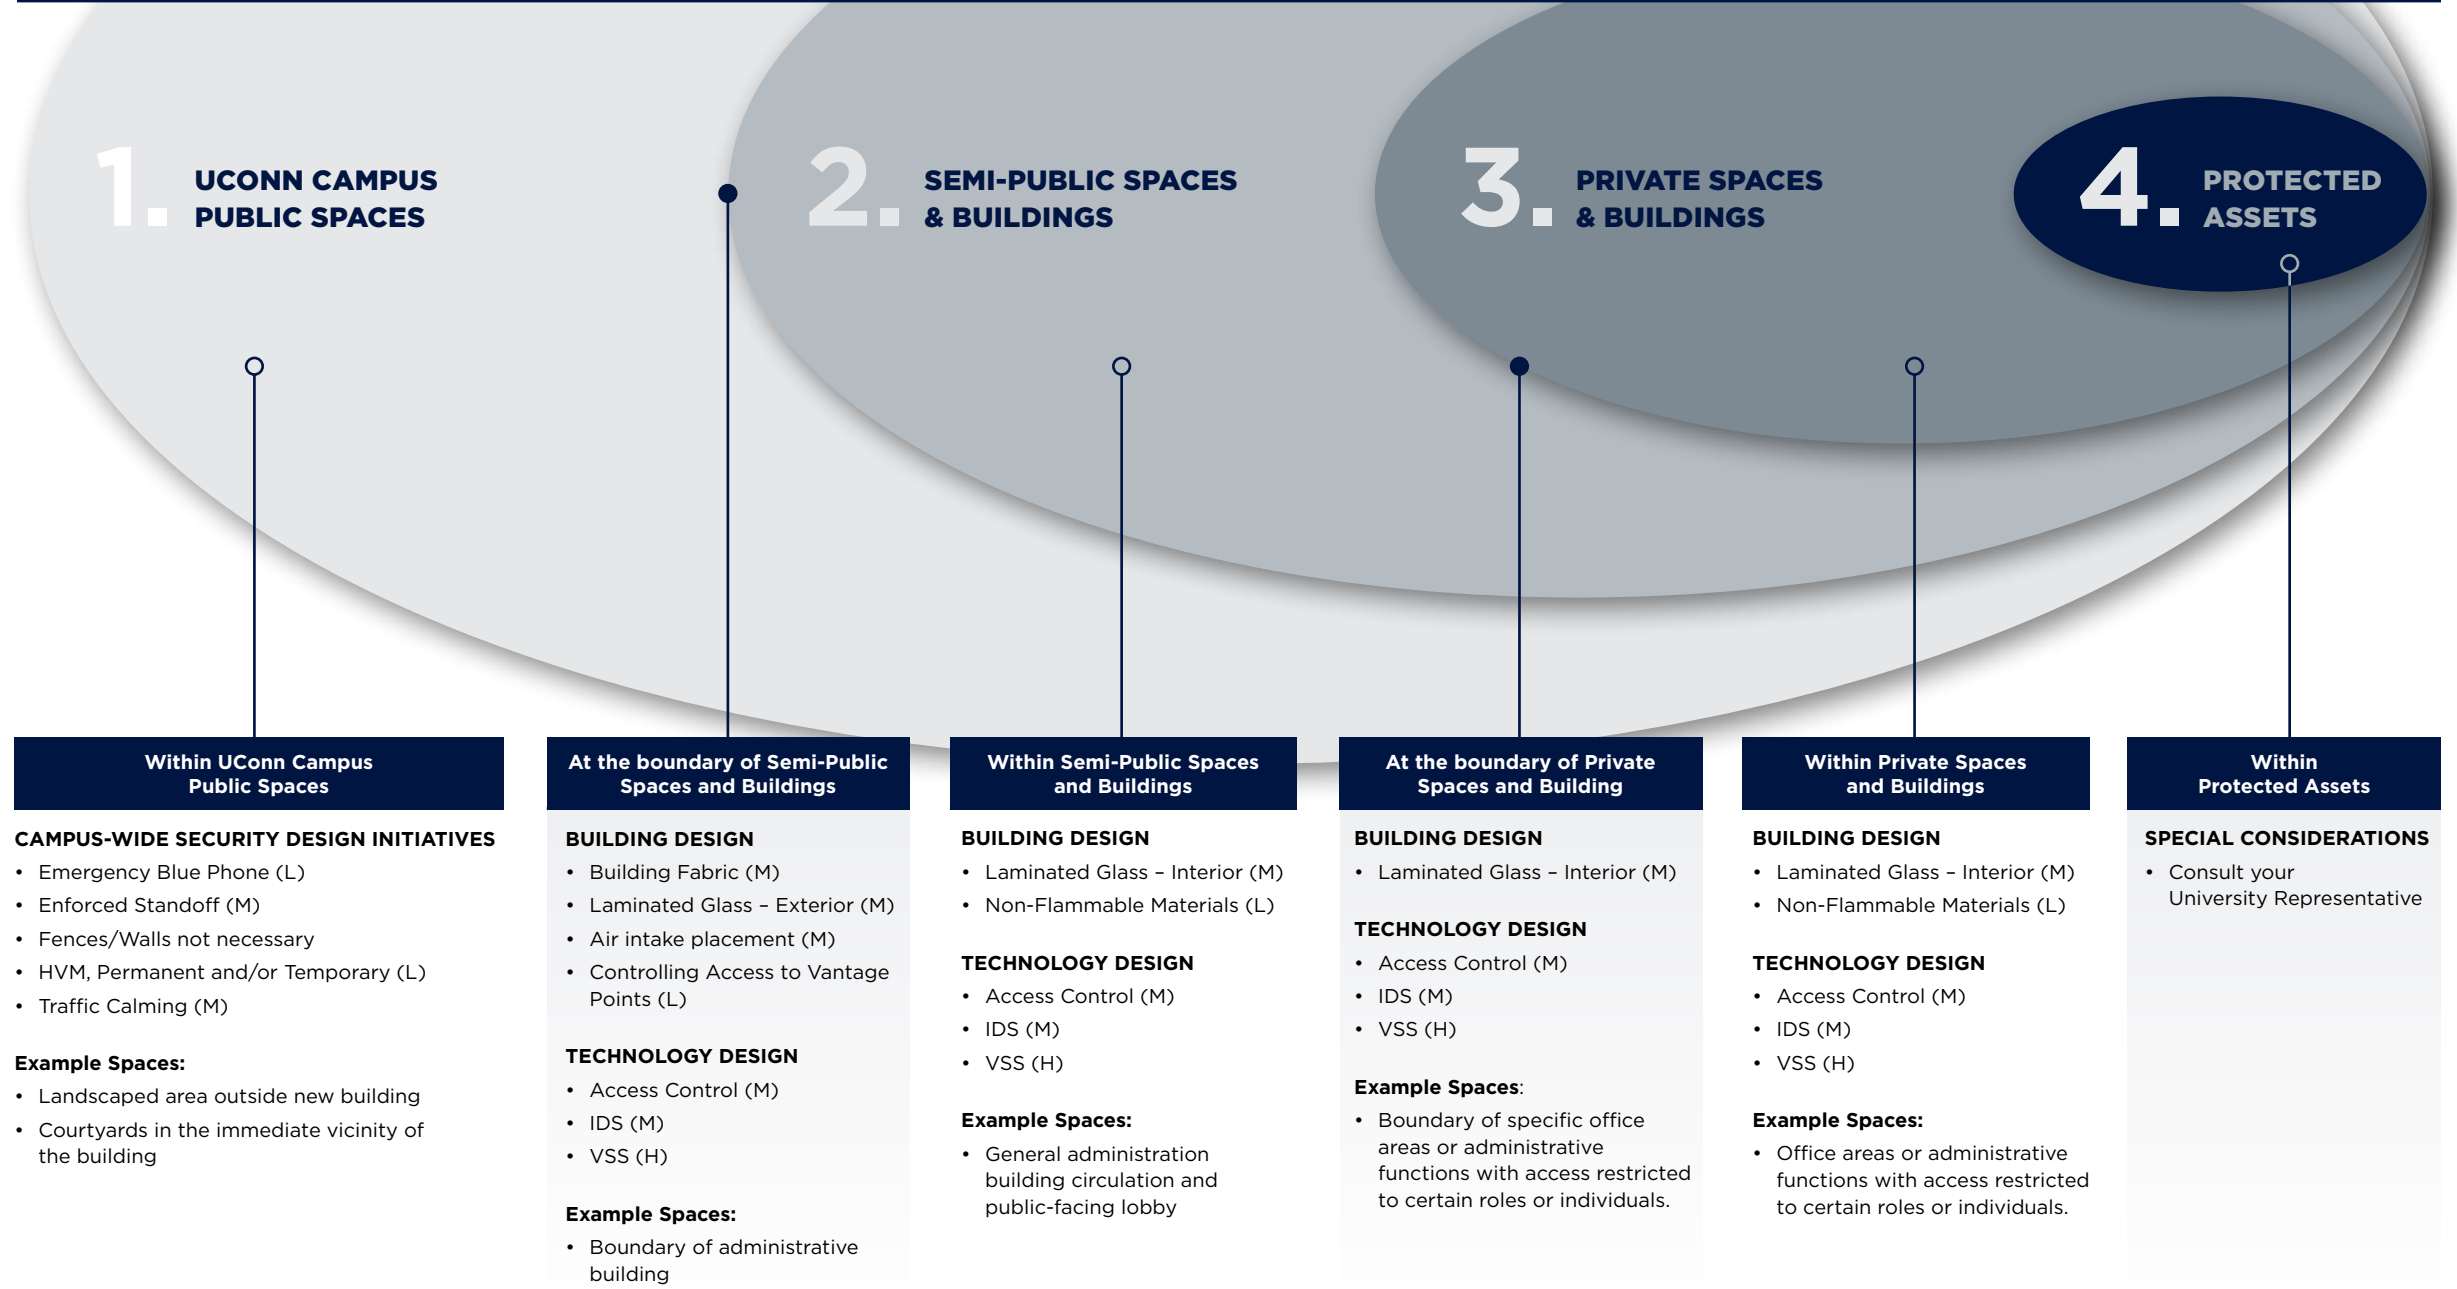 1. UCONN CAMPUS
PUBLIC SPACES
2. SEMI-PUBLIC SPACES
& BUILDINGS
3. PRIVATE SPACES
& BUILDINGS
4. PROTECTED
ASSETS
Within UConn Campus
Public Spaces
CAMPUS-WIDE SECURITY DESIGN INITIATIVES
• Emergency Blue Phone (L)
• Enforced Standoff (M)
• Fences/Walls not necessary
• HVM, Permanent and/or Temporary (L)
• Traffic Calming (M)
Example Spaces:
• Landscaped area outside new building
• Courtyards in the immediate vicinity of
the building
At the boundary of Semi-Public
Spaces and Buildings
BUILDING DESIGN
• Building Fabric (M)
• Laminated Glass – Exterior (M)
• Air intake placement (M)
• Controlling Access to Vantage
Points (L)
TECHNOLOGY DESIGN
• Access Control (M)
• IDS (M)
• VSS (H)
Example Spaces:
• Boundary of administrative
building
Within Semi-Public Spaces
and Buildings
BUILDING DESIGN
• Laminated Glass – Interior (M)
• Non-Flammable Materials (L)
TECHNOLOGY DESIGN
• Access Control (M)
• IDS (M)
• VSS (H)
Example Spaces:
• General administration
building circulation and
public-facing lobby
At the boundary of Private
Spaces and Building
BUILDING DESIGN
• Laminated Glass – Interior (M)
TECHNOLOGY DESIGN
• Access Control (M)
• IDS (M)
• VSS (H)
Example Spaces:
• Boundary of specific office
areas or administrative
functions with access restricted
to certain roles or individuals.
Within Private Spaces
and Buildings
BUILDING DESIGN
• Laminated Glass – Interior (M)
• Non-Flammable Materials (L)
TECHNOLOGY DESIGN
• Access Control (M)
• IDS (M)
• VSS (H)
Example Spaces:
• Office areas or administrative
functions with access restricted
to certain roles or individuals.
Within
Protected Assets
SPECIAL CONSIDERATIONS
• Consult your
University Representative